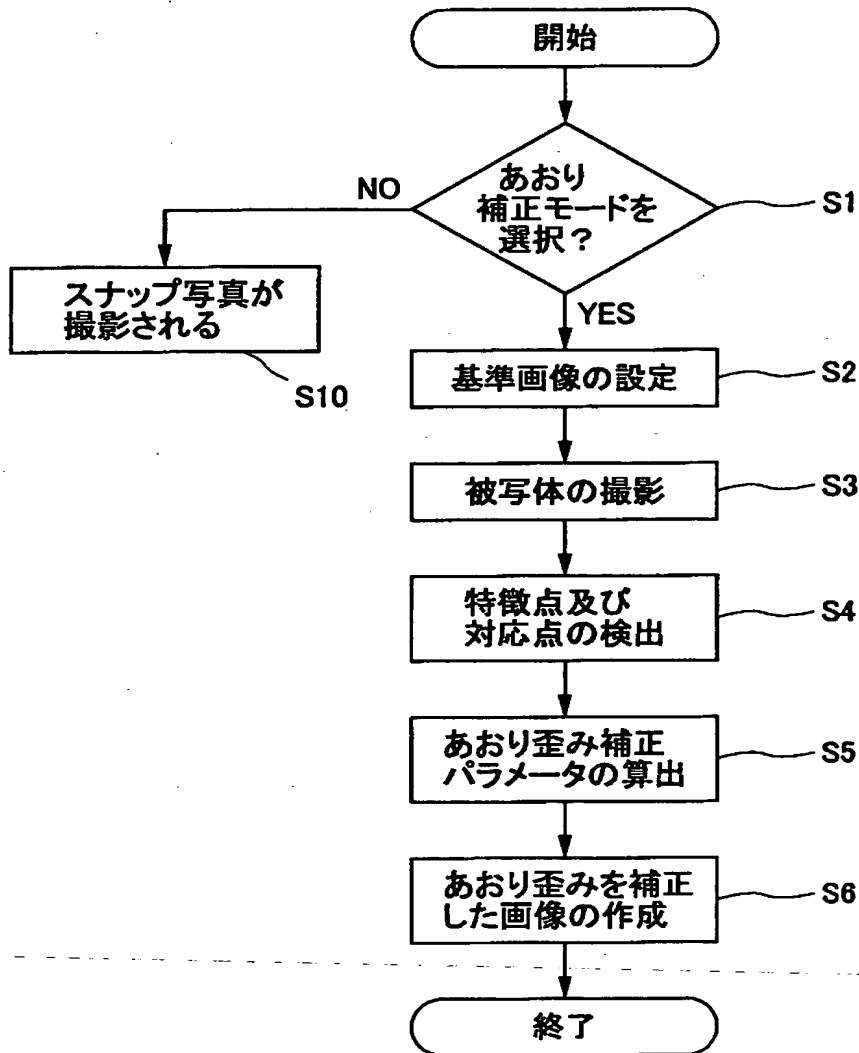 開始
あおり
補正モードを
選択？
S1
NO
YES
スナップ写真が
撮影される
S10
基準画像の設定
S2
被写体の撮影
S3
特徴点及び
対応点の検出
S4
あおり歪み補正
パラメータの算出
S5
あおり歪みを補正
した画像の作成
S6
終了